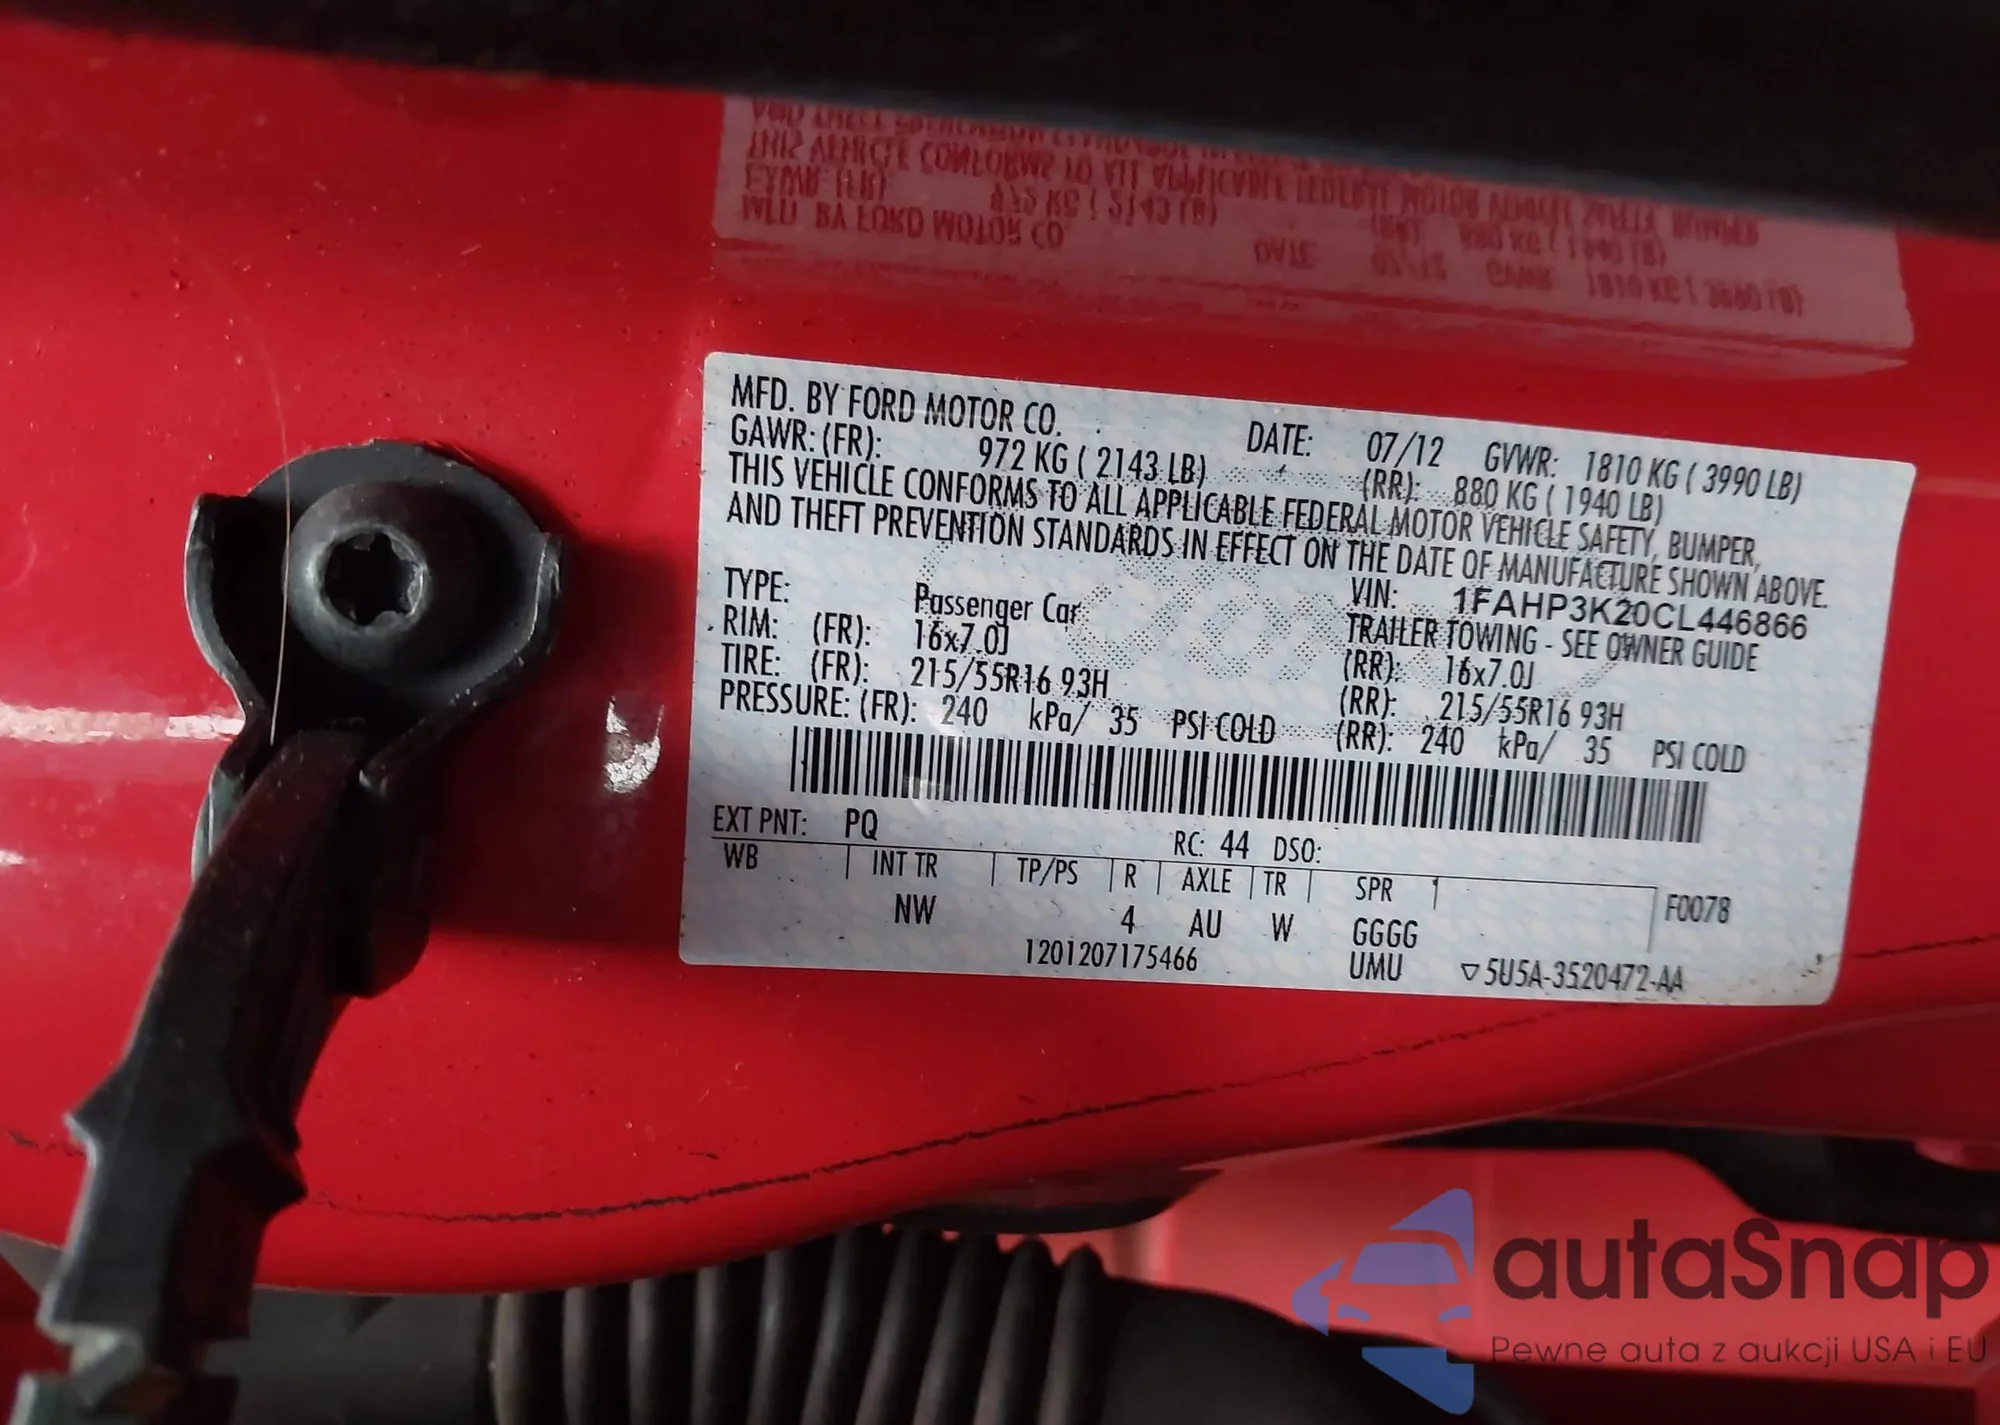 MFD. BY FORD MOTOR CO. DATE: 07/12 GVWR: 1810 KG ( 3990 LB)
GAWR: (FR): 972 KG ( 2143 LB) (RR): 880 KG ( 1940 LB)
THIS VEHICLE CONFORMS TO ALL APPLICABLE FEDERAL MOTOR VEHICLE SAFETY, BUMPER,
AND THEFT PREVENTION STANDARDS IN EFFECT ON THE DATE OF MANUFACTURE SHOWN ABOVE.
VIN: 1FAHP3K20CL446866
TYPE: Passenger Car TRAILER TOWING - SEE OWNER GUIDE
RIM: (FR): 16x7.0J (RR): 16x7.0J
TIRE: (FR): 215/55R16 93H (RR): 215/55R16 93H
PRESSURE: (FR): 240 kPa/ 35 PSI COLD (RR): 240 kPa/ 35 PSI COLD
EXT PNT: PQ RC: 44 DSO:
WB INT TR TP/PS R AXLE TR SPR F0078
NW 4 AU W GGGG
1201207175466 UMU ▽5U5A-3520472-AA
autaSnap
Pewne auta z aukcji USA i EU